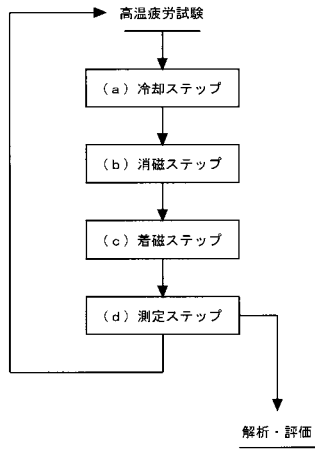 高温疲労試験
(a)冷却ステップ
(b)消磁ステップ
(c)着磁ステップ
(d)測定ステップ
解析・評価